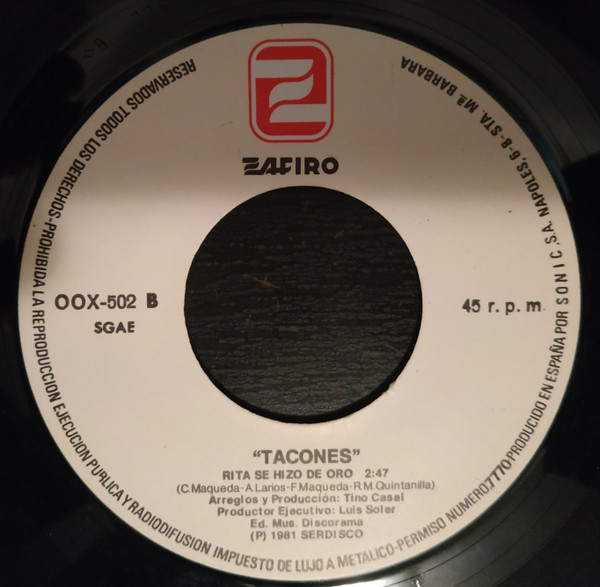 ZAFIRO
OOX-502 B
SGAE
45 r. p. m.
"TACONES"
RITA SE HIZO DE ORO 2:47
(C.Maqueda-A.Larios-F.Maqueda-R.M.Quintanilla)
Arreglos y Producción: Tino Casal
Productor Ejecutivo: Luis Soler
Ed. Mus. Discorama
(P) 1981 SERDISCO
RESERVADOS TODOS LOS DERECHOS-PROHIBIDA LA REPRODUCCION EJECUCION PUBLICA Y RADIODIFUSION IMPUESTO DE LUJO A METALICO-PERMISO NUMERO 7770 PRODUCIDO EN ESPAÑA POR SONIC, S.A. NAPOLES, 6-8-STA. Mª. BARBARA